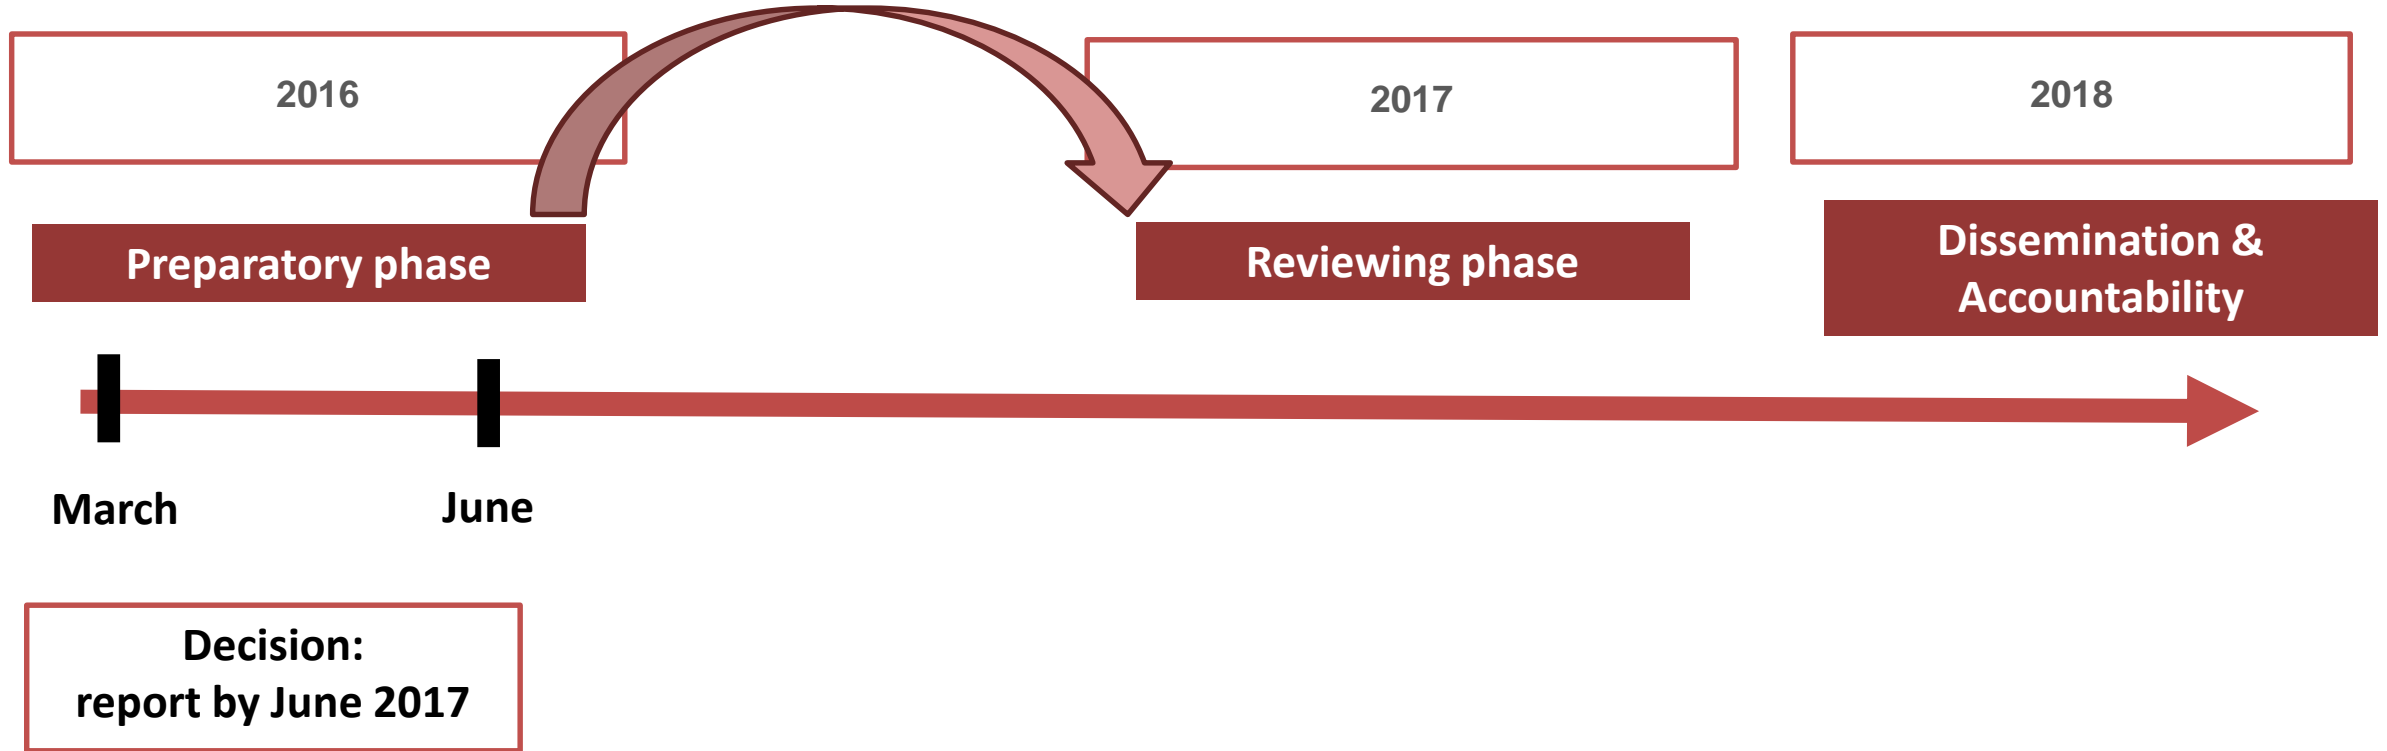 2016
2017
2018
Preparatory phase
Reviewing phase
Dissemination &
Accountability
March
June
Decision:
report by June 2017